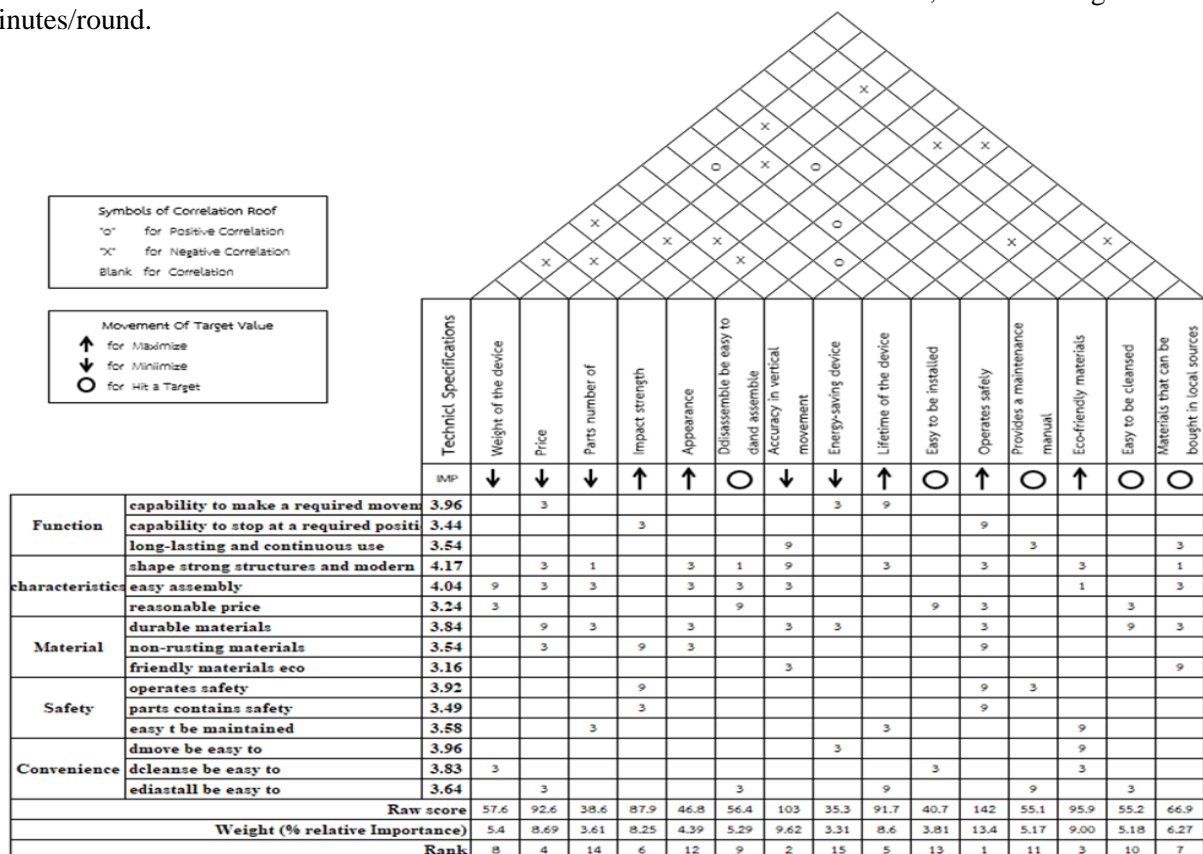 inutes/round.
Symbols of Correlation Roof
"o" for Positive Correlation
"X" for Negative Correlation
Blank for Correlation
Movement Of Target Value
↑ for Maximize
↓ for Miniimze
O for Hit a Target
Technicl Specifications
Weight of the device
Price
Parts number of
Impact strength
Appearance
Ddisassemble be easy to
dand assemble
Accuracy in vertical
movement
Energy-saving device
Lifetime of the device
Easy to be installed
Operates safely
Provides a maintenance
manual
Eco-friendly materials
Easy to be cleansed
Materials that can be
bought in local sources
IMP ↓ ↓ ↓ ↑ ↑ O ↓ ↓ ↑ O ↑ O ↑ O O
Function
capability to make a required movem 3.96 3 3 9
capability to stop at a required positi 3.44 3 9
long-lasting and continuous use 3.54 9 3 3
characteristics
shape strong structures and modern 4.17 3 1 3 1 9 3 3 3 1
easy assembly 4.04 9 3 3 3 3 3 1 3
reasonable price 3.24 3 9 9 3 3
Material
durable materials 3.84 9 3 3 3 3 3 9 3
non-rusting materials 3.54 3 9 3 9
friendly materials eco 3.16 3 9
Safety
operates safety 3.92 9 9 3
parts contains safety 3.49 3 9
easy t be maintained 3.58 3 3 9
Convenience
dmove be easy to 3.96 3 9
dcleanse be easy to 3.83 3 3 3
ediastall be easy to 3.64 3 3 9 9 3
Raw score 57.6 92.6 38.6 87.9 46.8 56.4 103 35.3 91.7 40.7 142 55.1 95.9 55.2 66.9
Weight (% relative Importance) 5.4 8.69 3.61 8.25 4.39 5.29 9.62 3.31 8.6 3.81 13.4 5.17 9.00 5.18 6.27
Rank 8 4 14 6 12 9 2 15 5 13 1 11 3 10 7